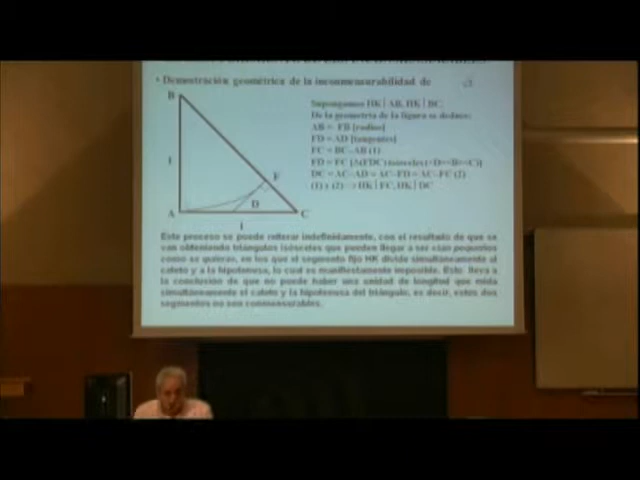 • Demostración geométrica de la inconmensurabilidad de √2
B
Supongamos HK | AB, HK | BC
De la geometría de la figura se deduce:
AB = FB [radios]
1
FD = AD [tangentes]
FC = BC-AB (1)
F
FD = FC
DC = AC-AD = AC-FD = AC-FC (2)
D
(1) y (2) → HK | FC, HK | DC
A
C
1
Este proceso se puede reiterar indefinidamente, con el resultado de que se
van obteniendo triángulos isósceles que pueden llegar a ser tan pequeños
como se quieran, en los que el segmento fijo HK divide simultáneamente al
cateto y a la hipotenusa, lo cual es manifiestamente imposible. Esto lleva a
la conclusión de que no puede haber una unidad de longitud que mida
simultáneamente el cateto y la hipotenusa del triángulo, es decir, estos dos
segmentos no son conmensurables.